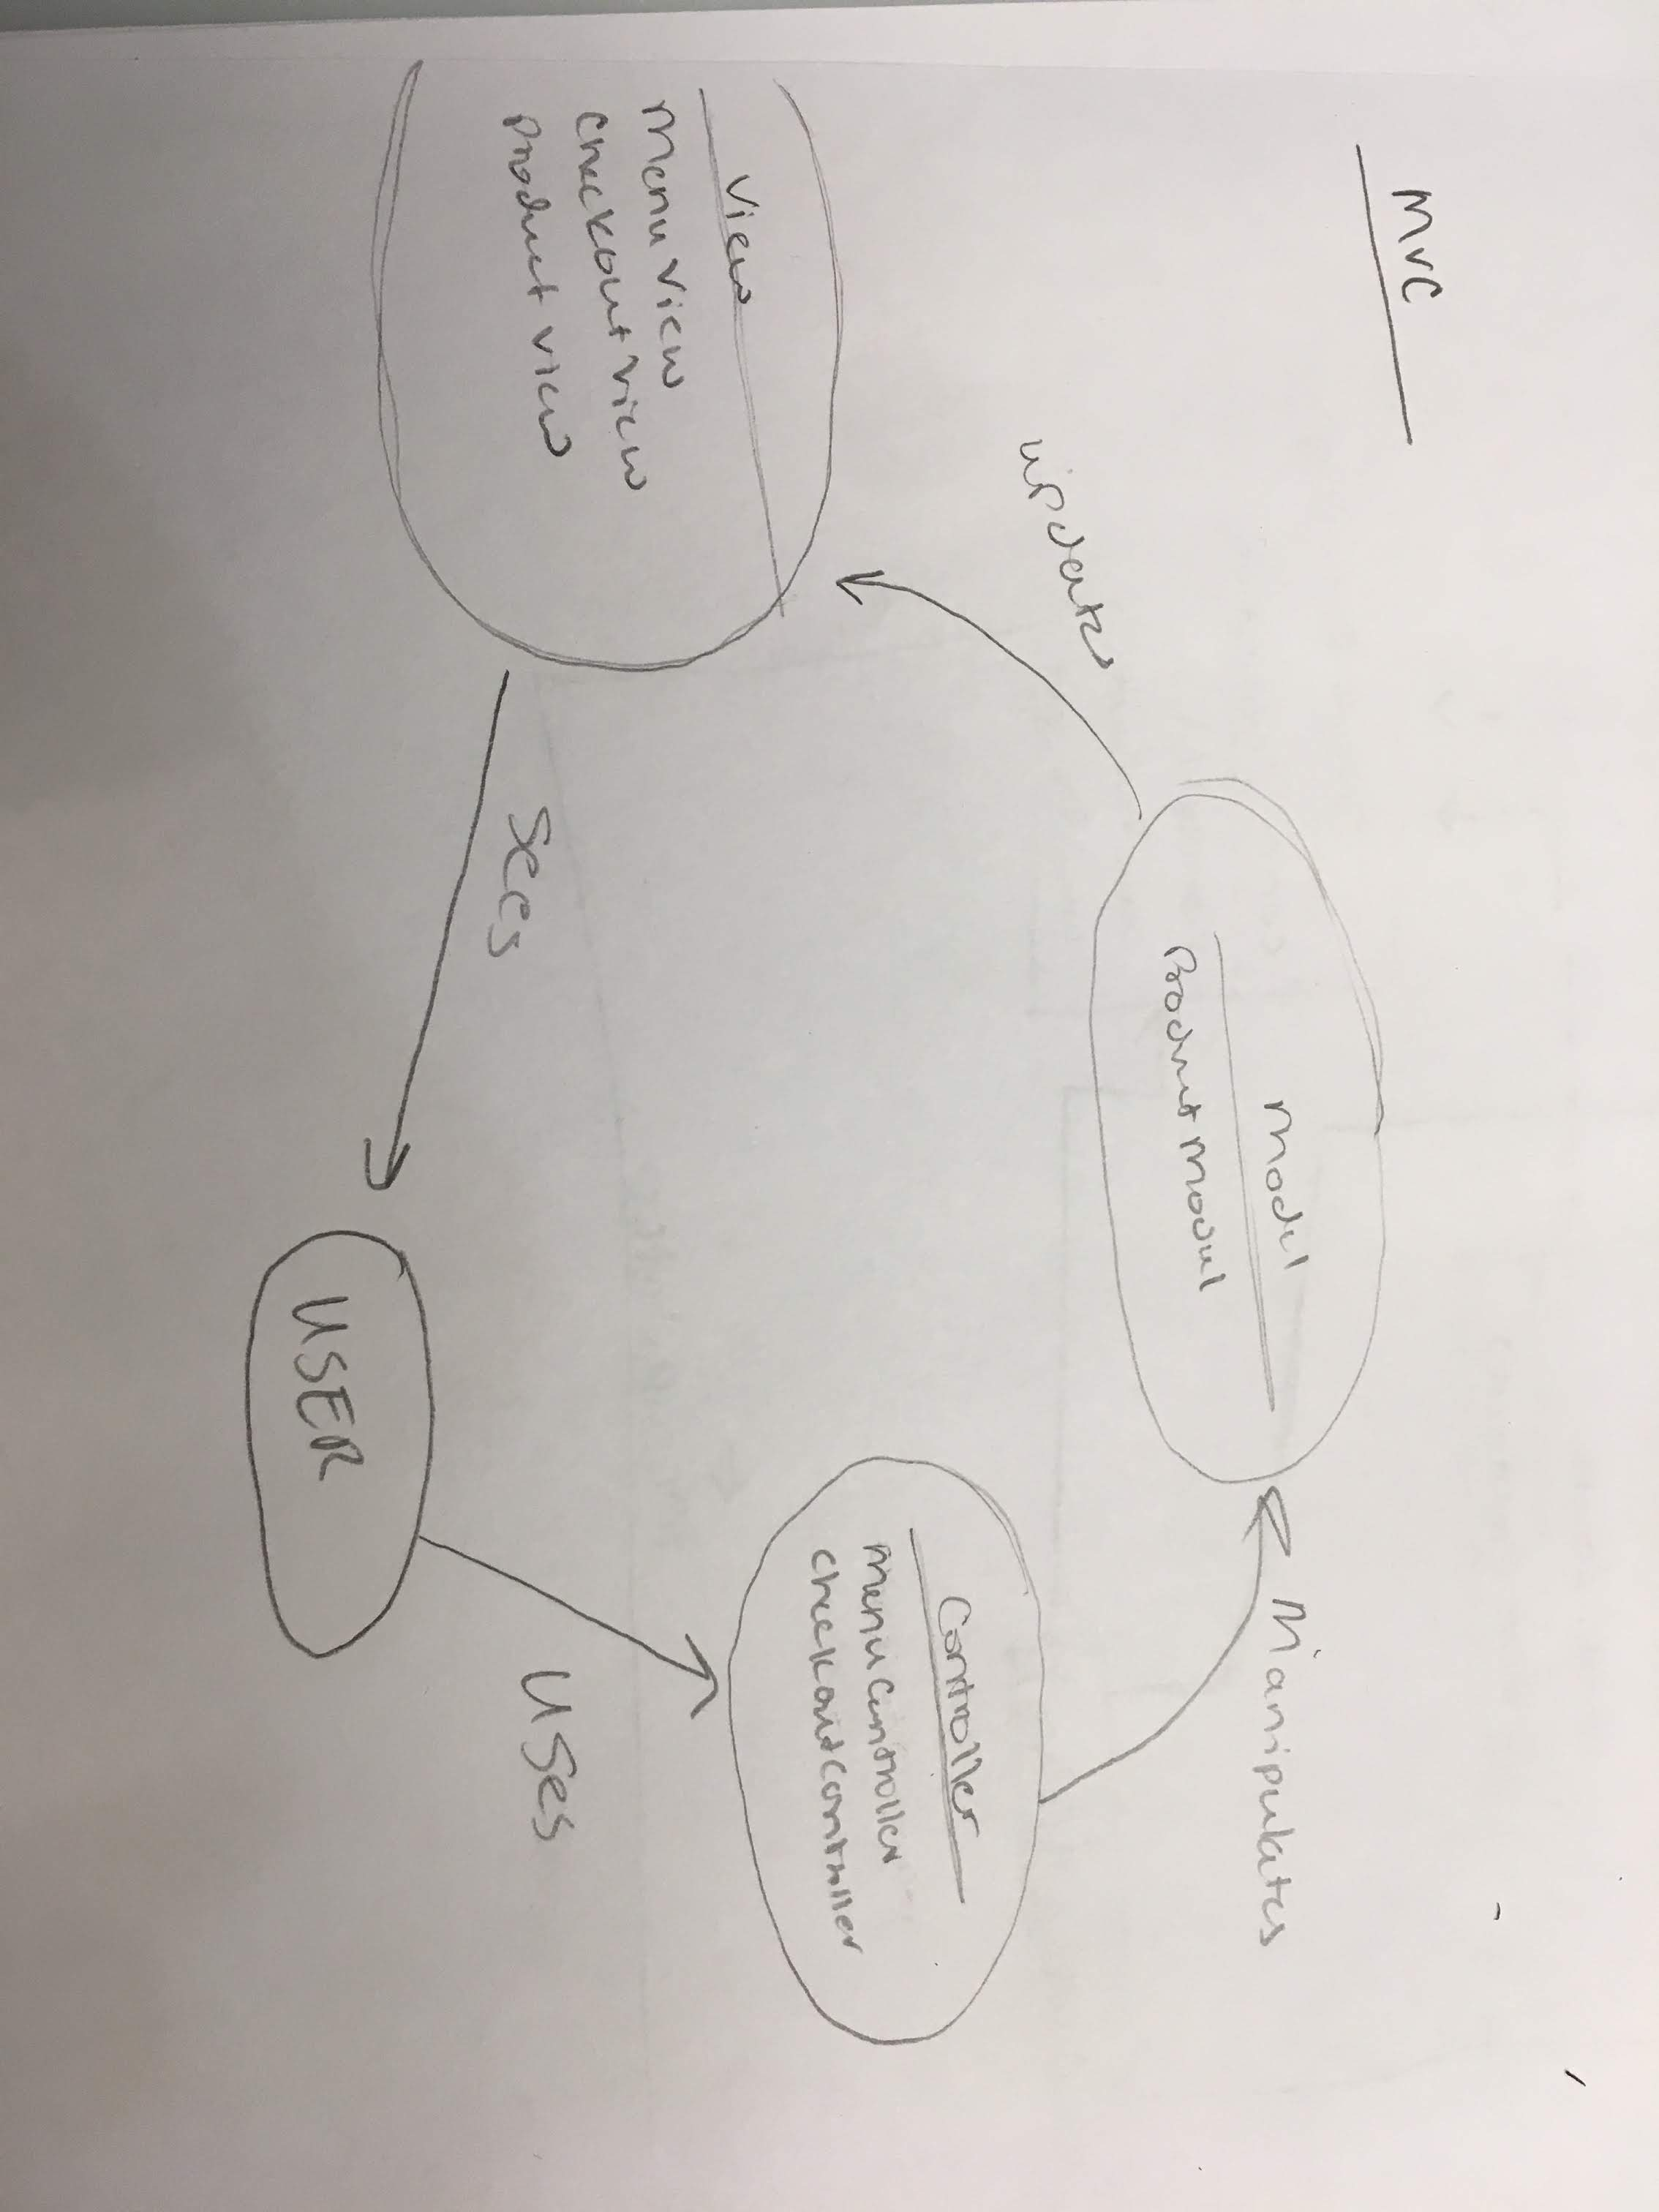 MVC
updates
Model
Product Model
Manipulates
View
Menu View
Checkout View
Product View
Controller
Menu Controller
Checkout Controller
Sees
USER
Uses